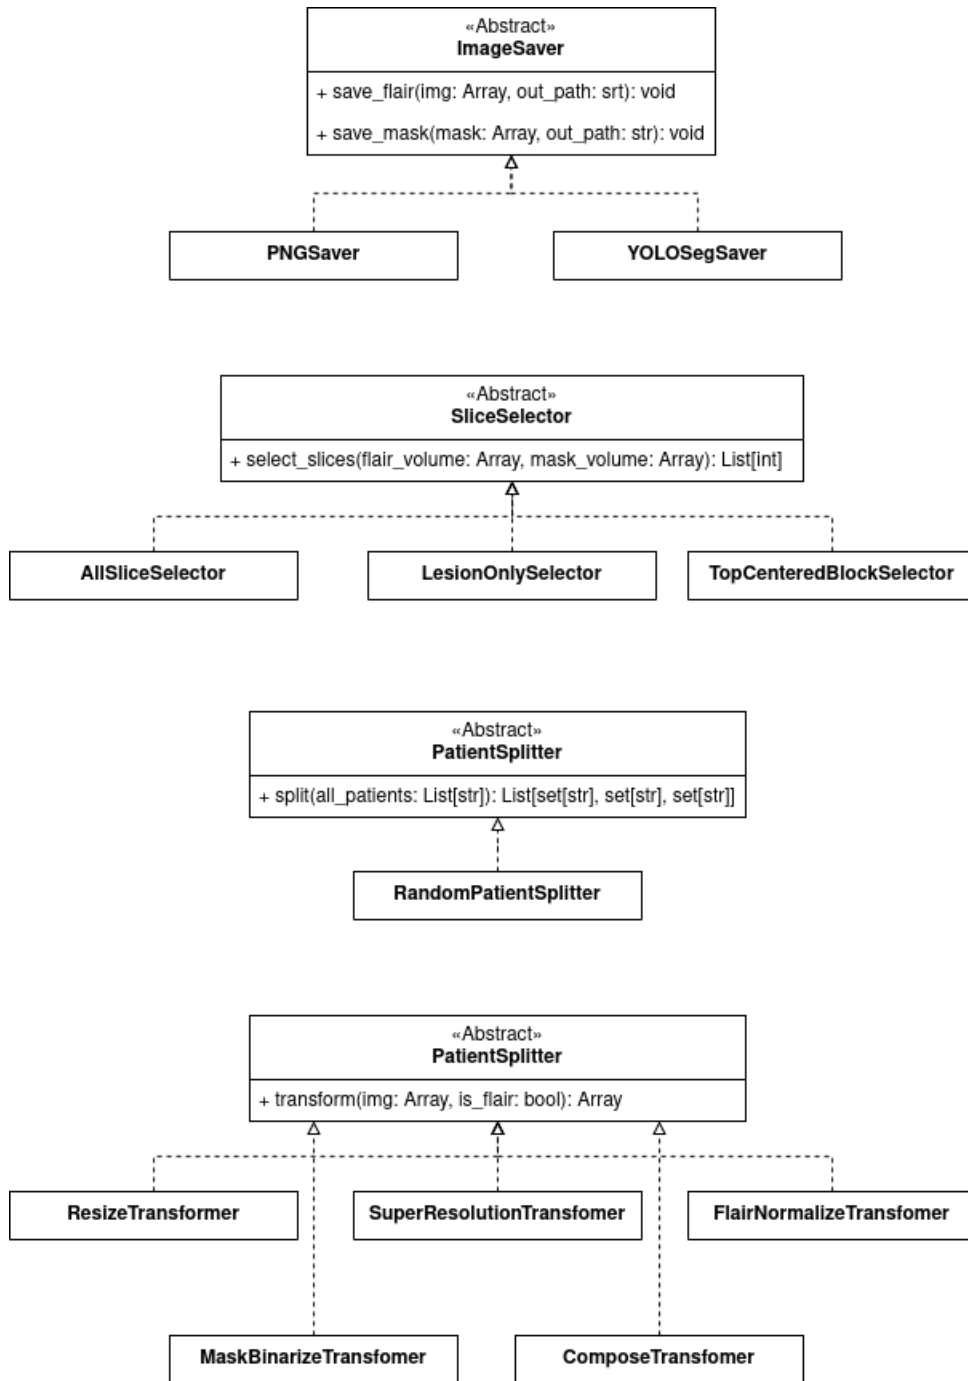 «Abstract»
ImageSaver
+ save_flair(img: Array, out_path: srt): void
+ save_mask(mask: Array, out_path: str): void
PNGSaver
YOLOSegSaver
«Abstract»
SliceSelector
+ select_slices(flair_volume: Array, mask_volume: Array): List[int]
AllSliceSelector
LesionOnlySelector
TopCenteredBlockSelector
«Abstract»
PatientSplitter
+ split(all_patients: List[str]): List[set[str], set[str], set[str]]
RandomPatientSplitter
«Abstract»
PatientSplitter
+ transform(img: Array, is_flair: bool): Array
ResizeTransformer
SuperResolutionTransfomer
FlairNormalizeTransfomer
MaskBinarizeTransfomer
ComposeTransfomer